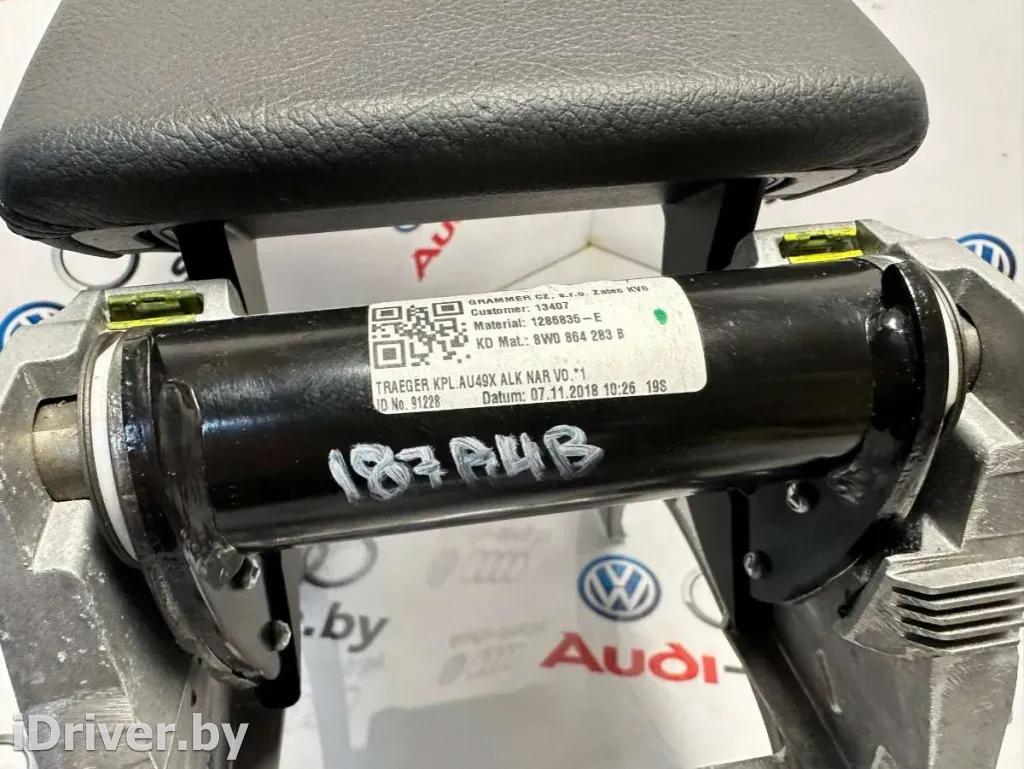 GRAMMER CZ, s.r.o. Zatec KV6
Customer: 13407
Material: 1286835-E
KD Mat.: 8W0 864 283 B
TRAEGER KPL.AU49X ALK NAR VO.*1
ID No. 91228 Datum: 07.11.2018 10:26 19S
187A4B
e.by
Audi-
iDriver.by